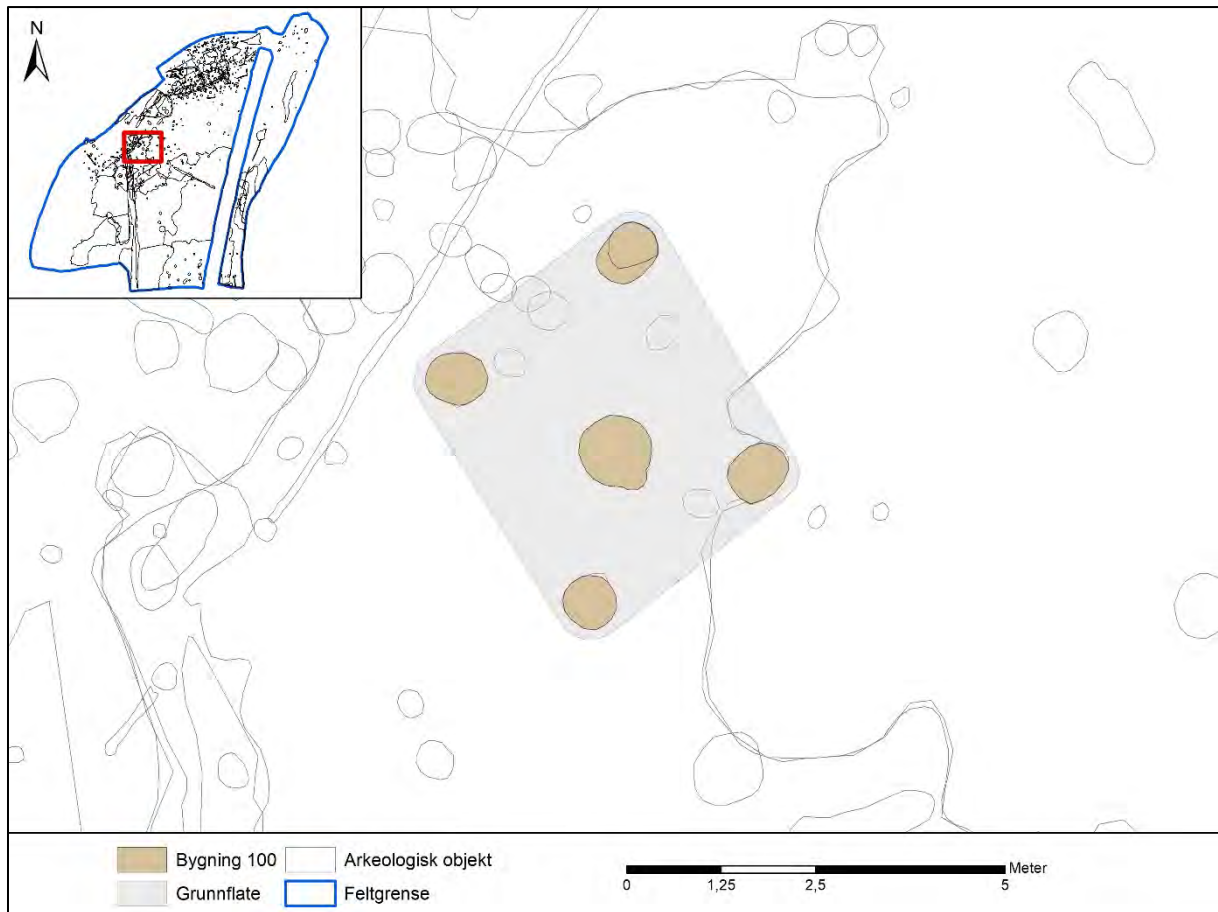 N
Bygning 100
Arkeologisk objekt
Grunnflate
Feltgrense
Meter
0
1,25
2,5
5